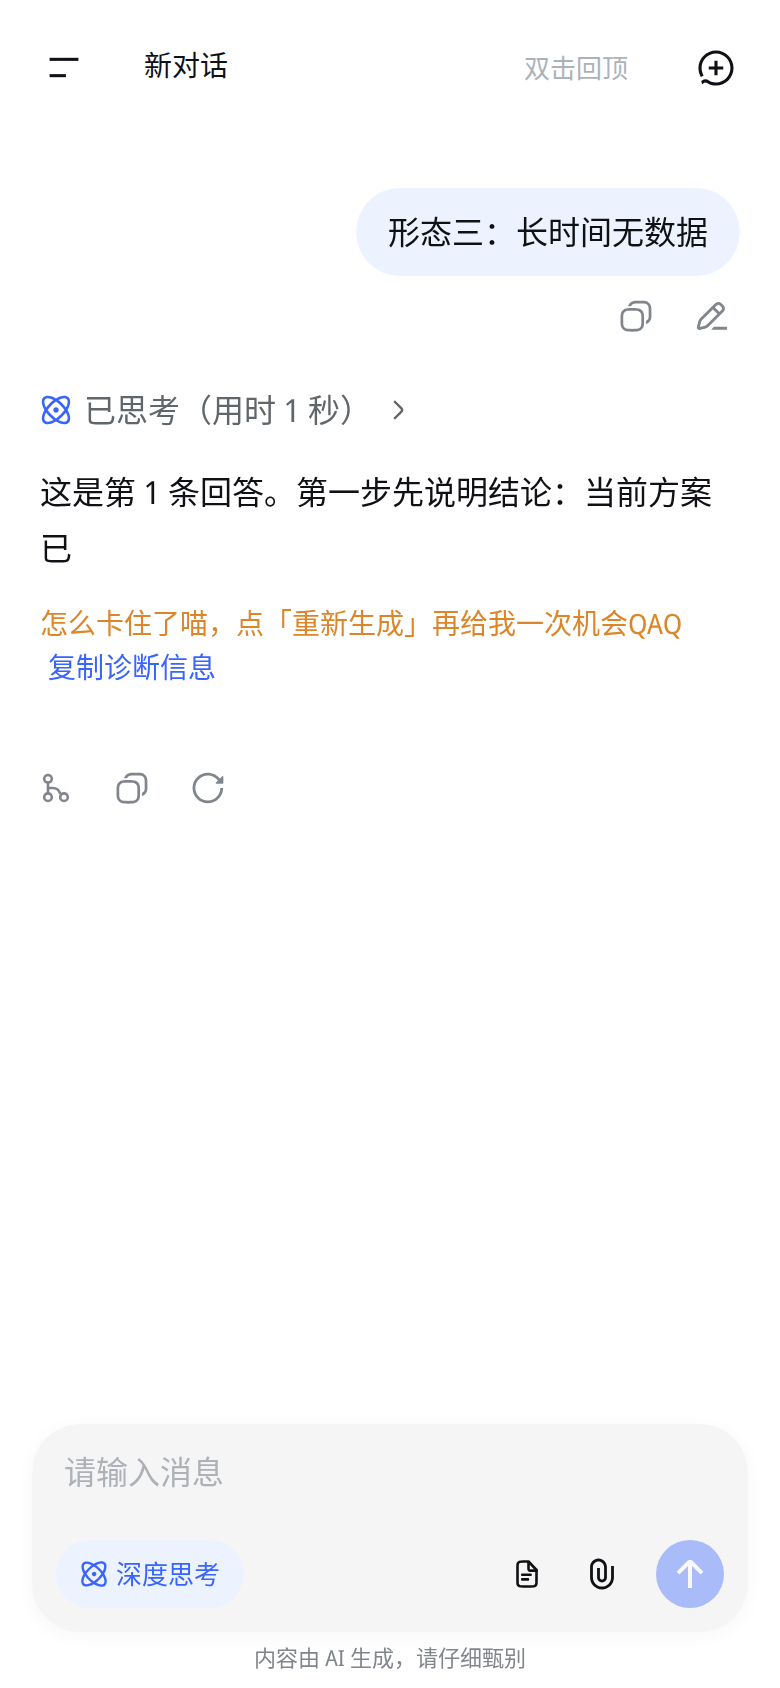 新对话
双击回顶
形态三：长时间无数据
已思考（用时 1 秒）
这是第 1 条回答。第一步先说明结论：当前方案
已
怎么卡住了喵，点「重新生成」再给我一次机会QAQ
复制诊断信息
请输入消息
深度思考
内容由 AI 生成，请仔细甄别